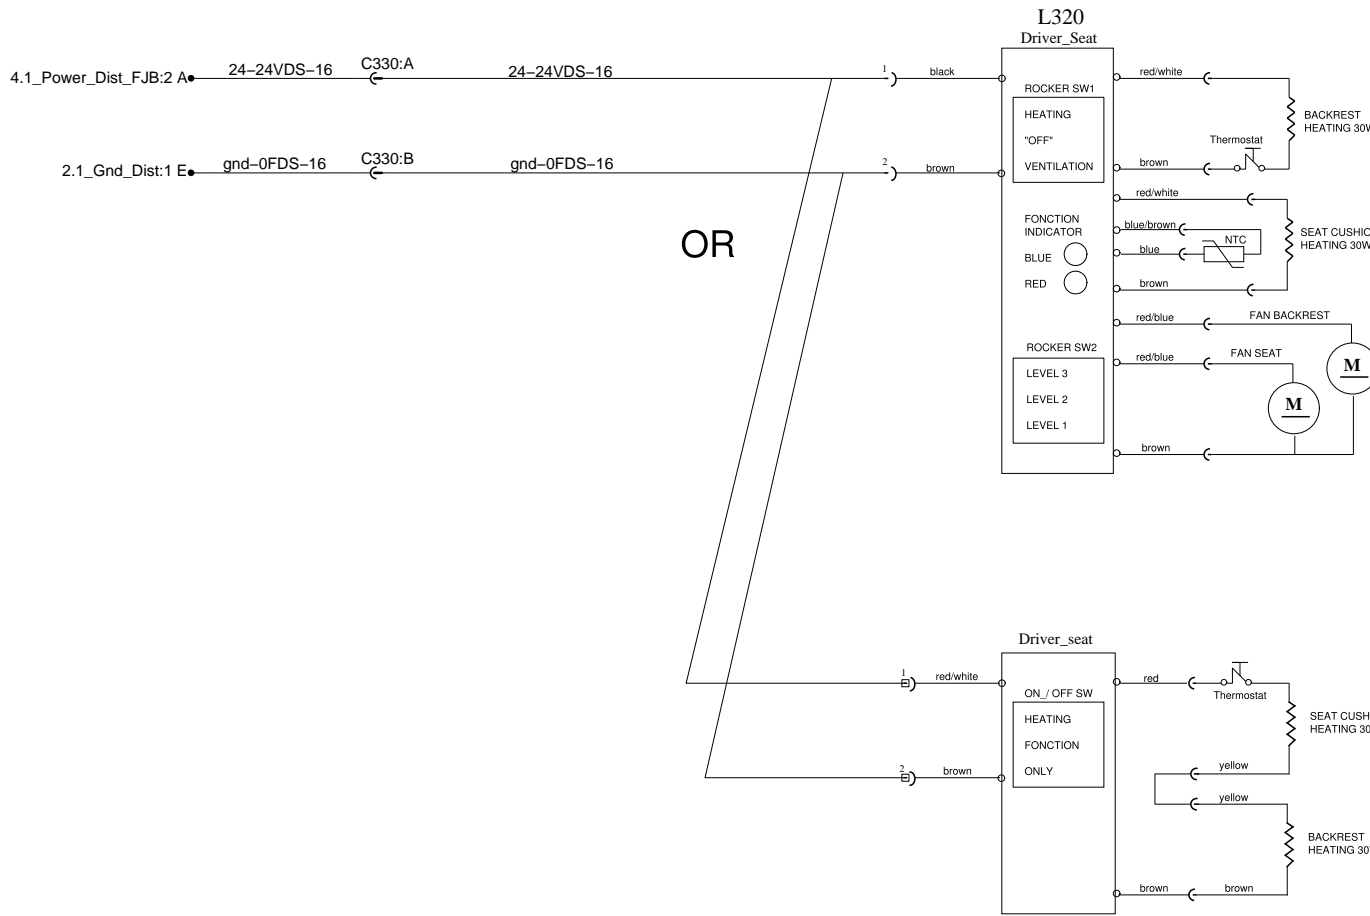 L320
Driver_Seat
4.1_Power_Dist_FJB:2 A
24–24VDS–16
C330:A
24–24VDS–16
1
black
red/white
ROCKER SW1
HEATING
"OFF"
VENTILATION
BACKREST
HEATING 30W
Thermostat
2.1_Gnd_Dist:1 E
gnd–0FDS–16
C330:B
gnd–0FDS–16
2
brown
brown
red/white
OR
FONCTION
INDICATOR
BLUE
RED
blue/brown
blue
NTC
SEAT CUSHIO
HEATING 30W
brown
red/blue
FAN BACKREST
ROCKER SW2
LEVEL 3
LEVEL 2
LEVEL 1
red/blue
FAN SEAT
M
M
brown
Driver_seat
1
red/white
ON_/ OFF SW
HEATING
FONCTION
ONLY
red
Thermostat
SEAT CUSH
HEATING 30
2
brown
yellow
yellow
BACKREST
HEATING 30
brown
brown